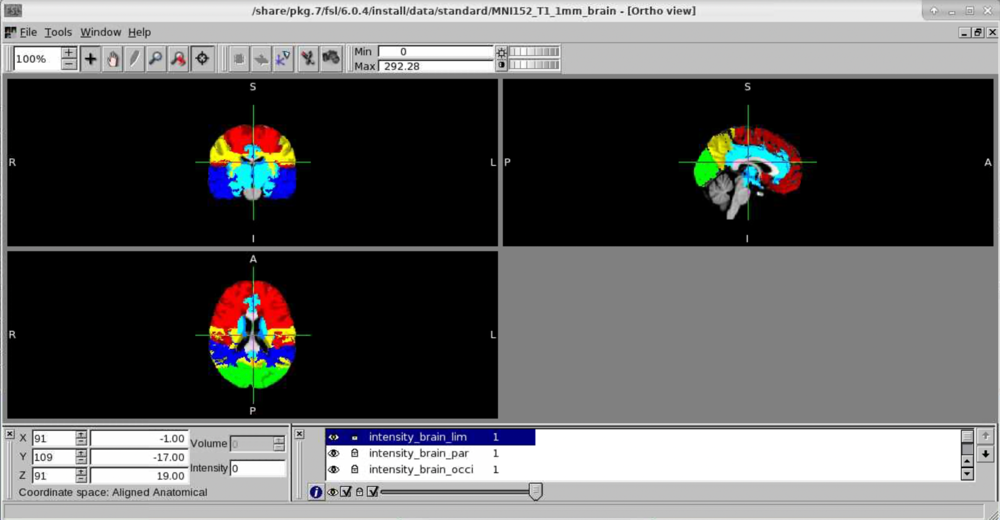 FSL
/share/pkg.7/fsl/6.0.4/install/data/standard/MNI152_T1_1mm_brain - [Ortho view]
File Tools Window Help
100%
Min 0
Max 292.28
S
R
L
I
S
P
A
I
A
R
L
P
X 91 -1.00
Y 109 -17.00
Z 91 19.00
Volume 0
Intensity 0
Coordinate space: Aligned Anatomical
intensity_brain_lim 1
intensity_brain_par 1
intensity_brain_occi 1
i